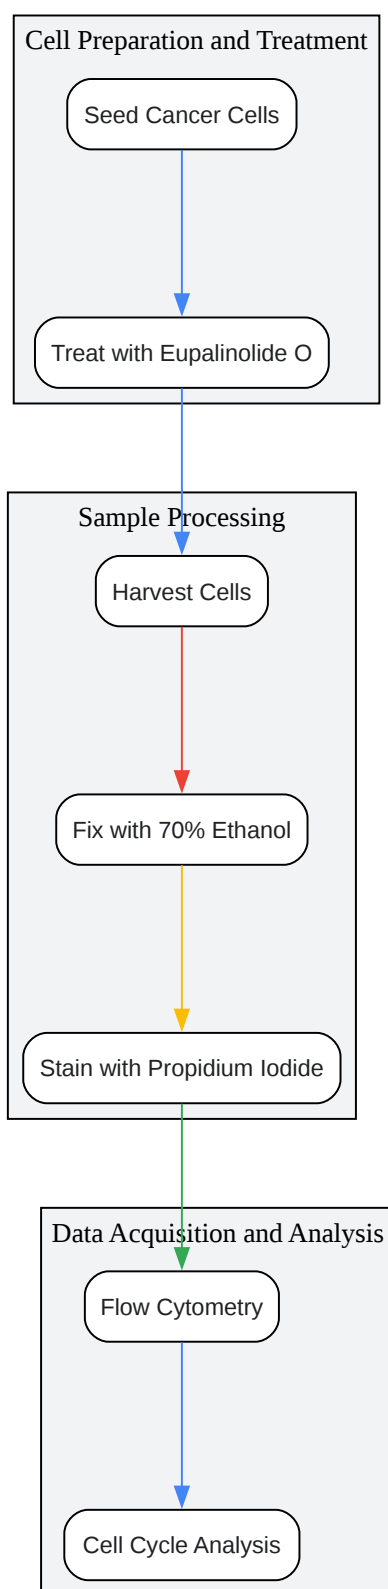 Cell Preparation and Treatment
Seed Cancer Cells
Treat with Eupalinolide O
Sample Processing
Harvest Cells
Fix with 70% Ethanol
Stain with Propidium Iodide
Data Acquisition and Analysis
Flow Cytometry
Cell Cycle Analysis